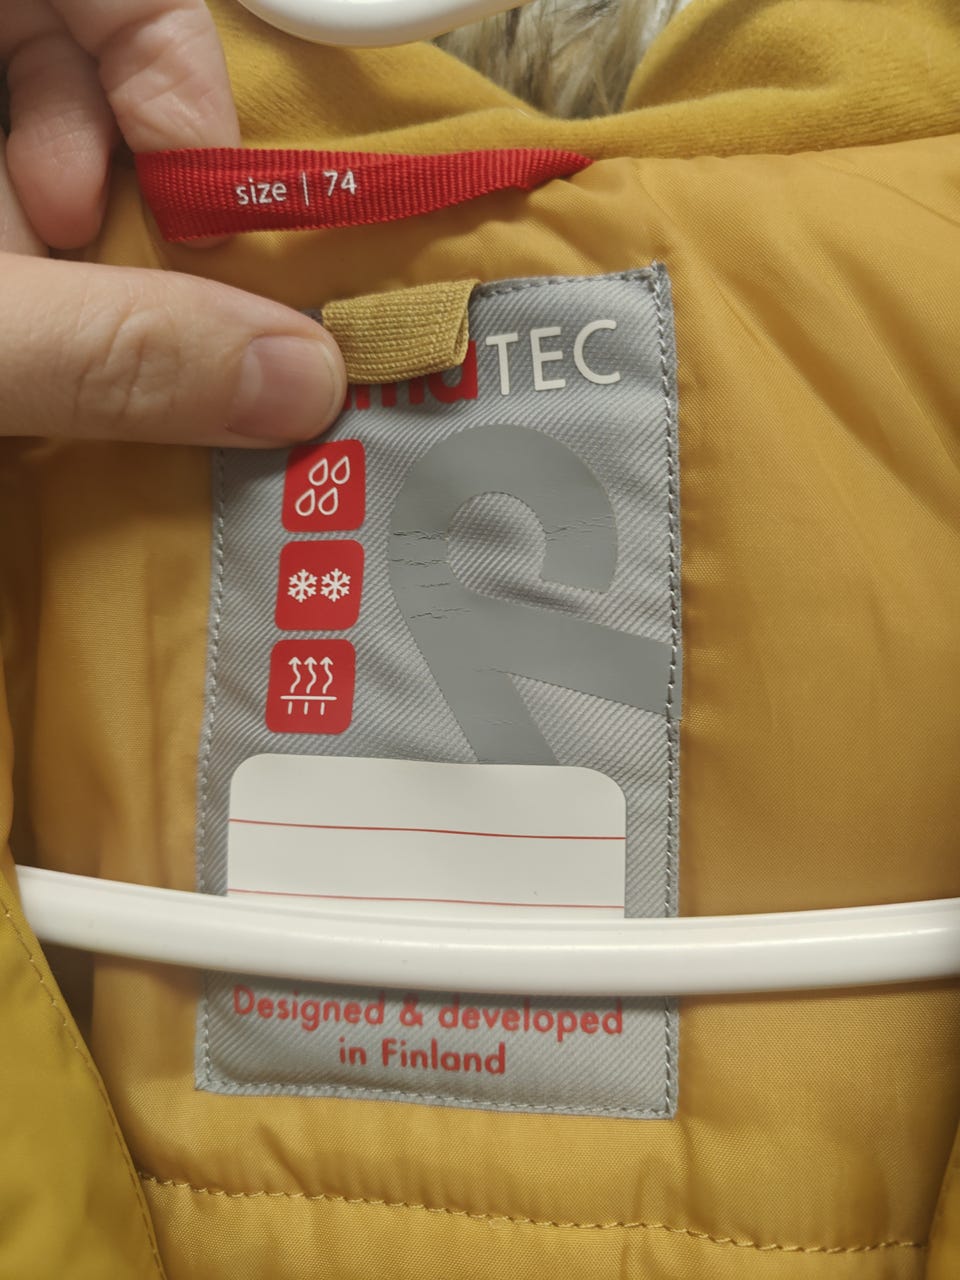 size | 74
TEC
Designed & developed
in Finland